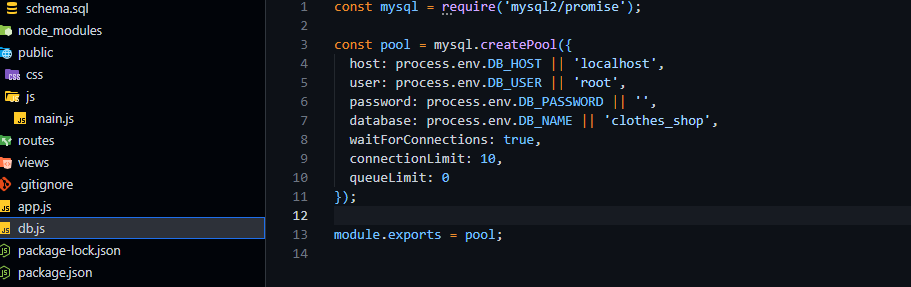 schema.sql
node_modules
public
css
js
main.js
routes
views
.gitignore
app.js
db.js
package-lock.json
package.json
1 const mysql = require('mysql2/promise');
2
3 const pool = mysql.createPool({
4   host: process.env.DB_HOST || 'localhost',
5   user: process.env.DB_USER || 'root',
6   password: process.env.DB_PASSWORD || '',
7   database: process.env.DB_NAME || 'clothes_shop',
8   waitForConnections: true,
9   connectionLimit: 10,
10   queueLimit: 0
11 });
12
13 module.exports = pool;
14